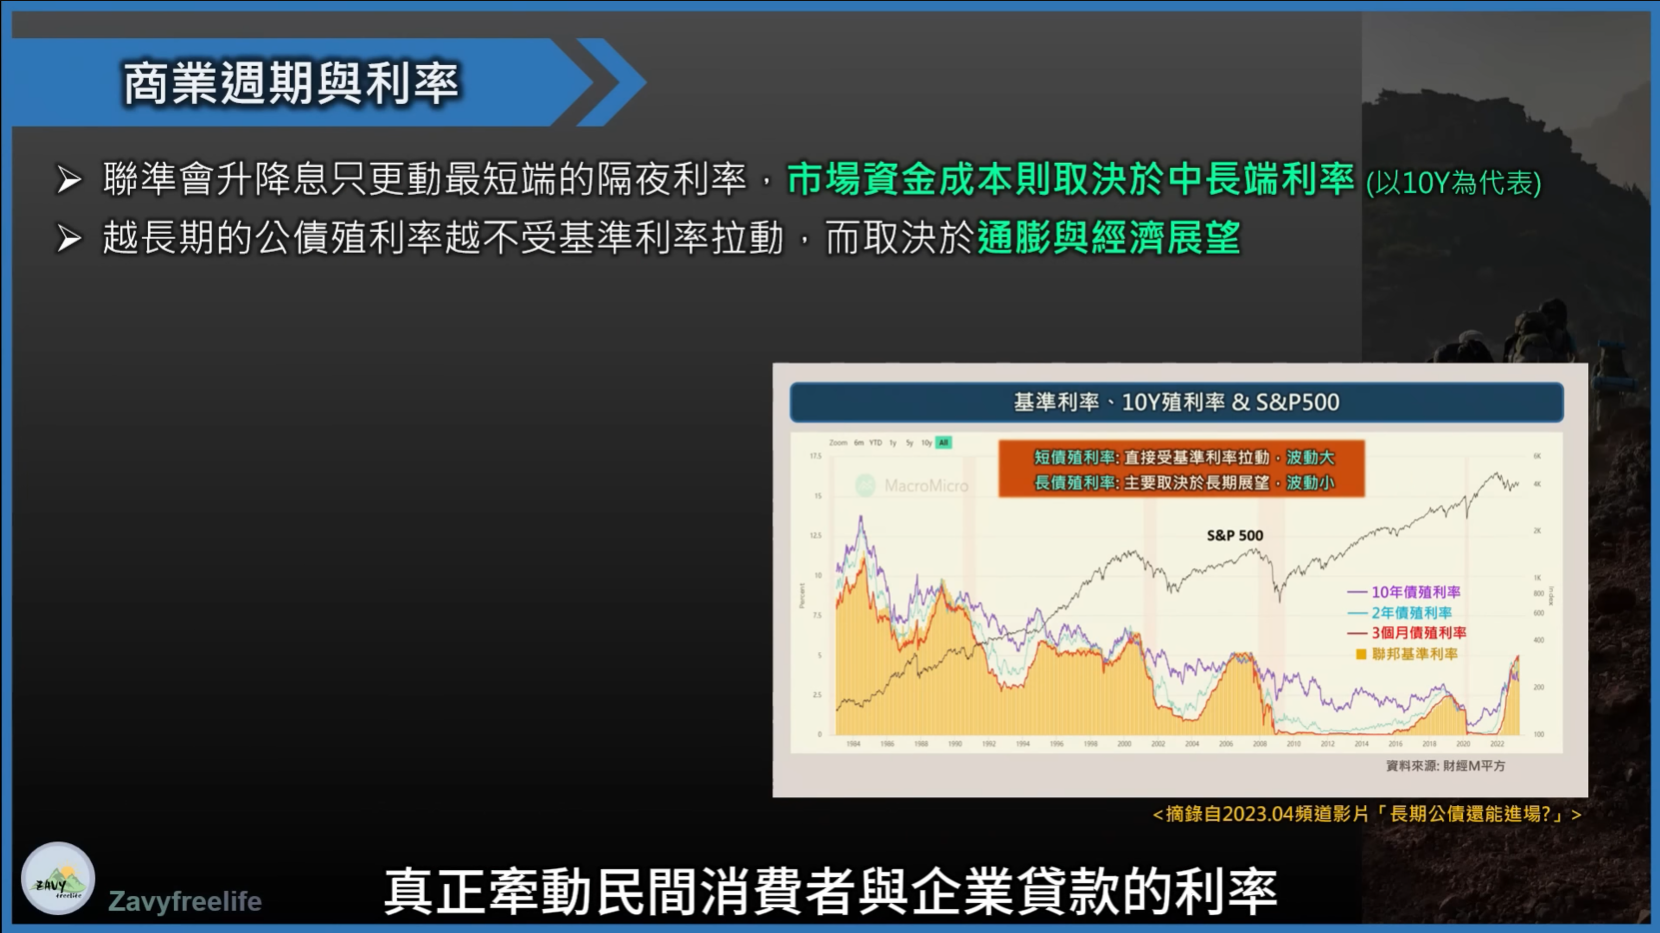 商業週期與利率
聯準會升降息只更動最短端的隔夜利率，市場資金成本則取決於中長端利率 (以10Y為代表)
越長期的公債殖利率越不受基準利率拉動，而取決於通膨與經濟展望
基準利率、10Y殖利率 & S&P500
Zoom 6m YTD 1y 5y 10y All
短債殖利率: 直接受基準利率拉動，波動大
長債殖利率: 主要取決於長期展望，波動小
MacroMicro
S&P 500
10年債殖利率
2年債殖利率
3個月債殖利率
聯邦基準利率
17.5
15
12.5
10
7.5
5
2.5
0
Percent
6K
4K
2K
1K
800
600
400
200
100
Index
1984 1986 1988 1990 1992 1994 1996 1998 2000 2002 2004 2006 2008 2010 2012 2014 2016 2018 2020 2022
資料來源: 財經M平方
<摘錄自2023.04頻道影片「長期公債還能進場?」>
ZAVY
freelife
Zavyfreelife
真正牽動民間消費者與企業貸款的利率